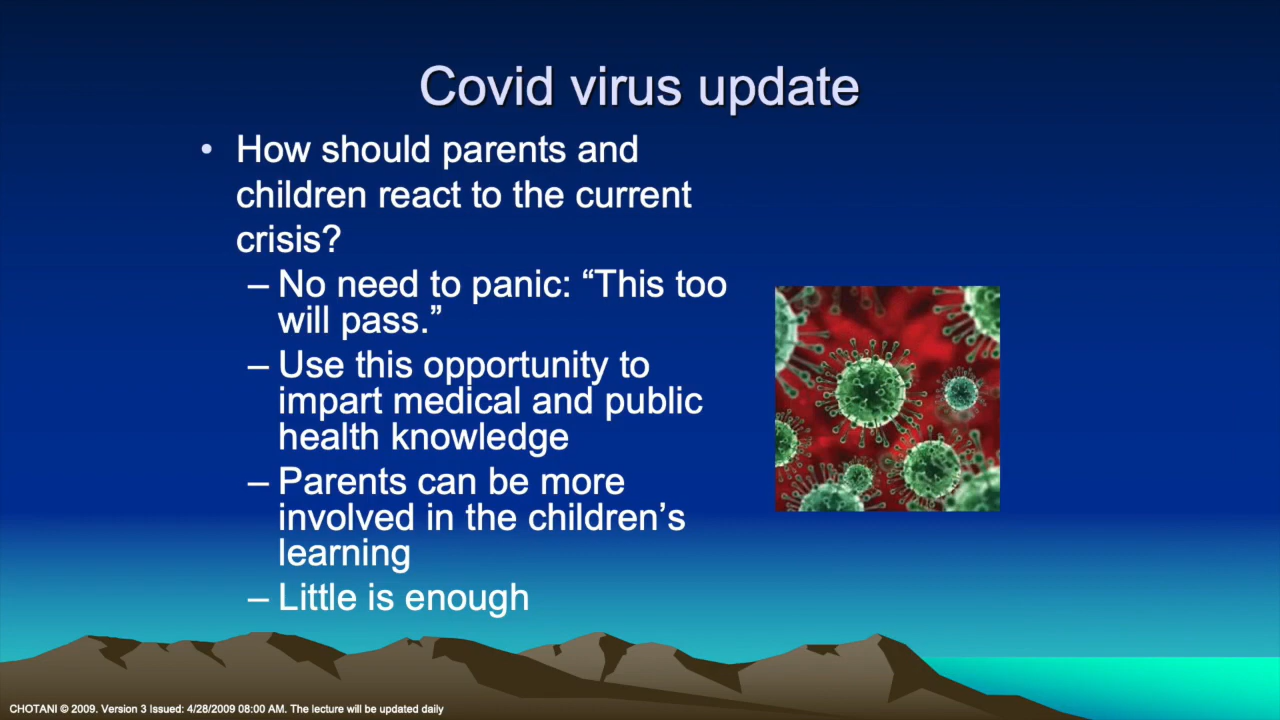 Covid virus update
• How should parents and
children react to the current
crisis?
– No need to panic: “This too
will pass.”
– Use this opportunity to
impart medical and public
health knowledge
– Parents can be more
involved in the children’s
learning
– Little is enough
CHOTANI © 2009. Version 3 Issued: 4/28/2009 08:00 AM. The lecture will be updated daily